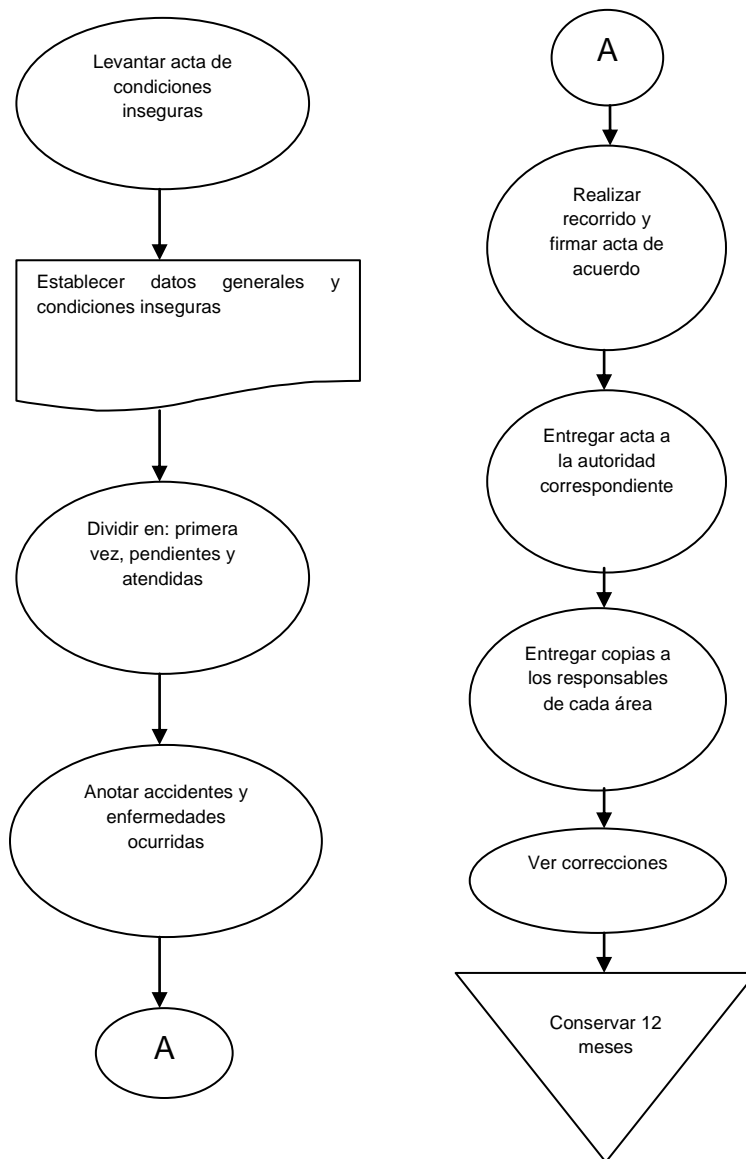 Levantar acta de
condiciones
inseguras
Establecer datos generales y
condiciones inseguras
Dividir en: primera
vez, pendientes y
atendidas
Anotar accidentes y
enfermedades
ocurridas
A
A
Realizar
recorrido y
firmar acta de
acuerdo
Entregar acta a
la autoridad
correspondiente
Entregar copias a
los responsables
de cada área
Ver correcciones
Conservar 12
meses